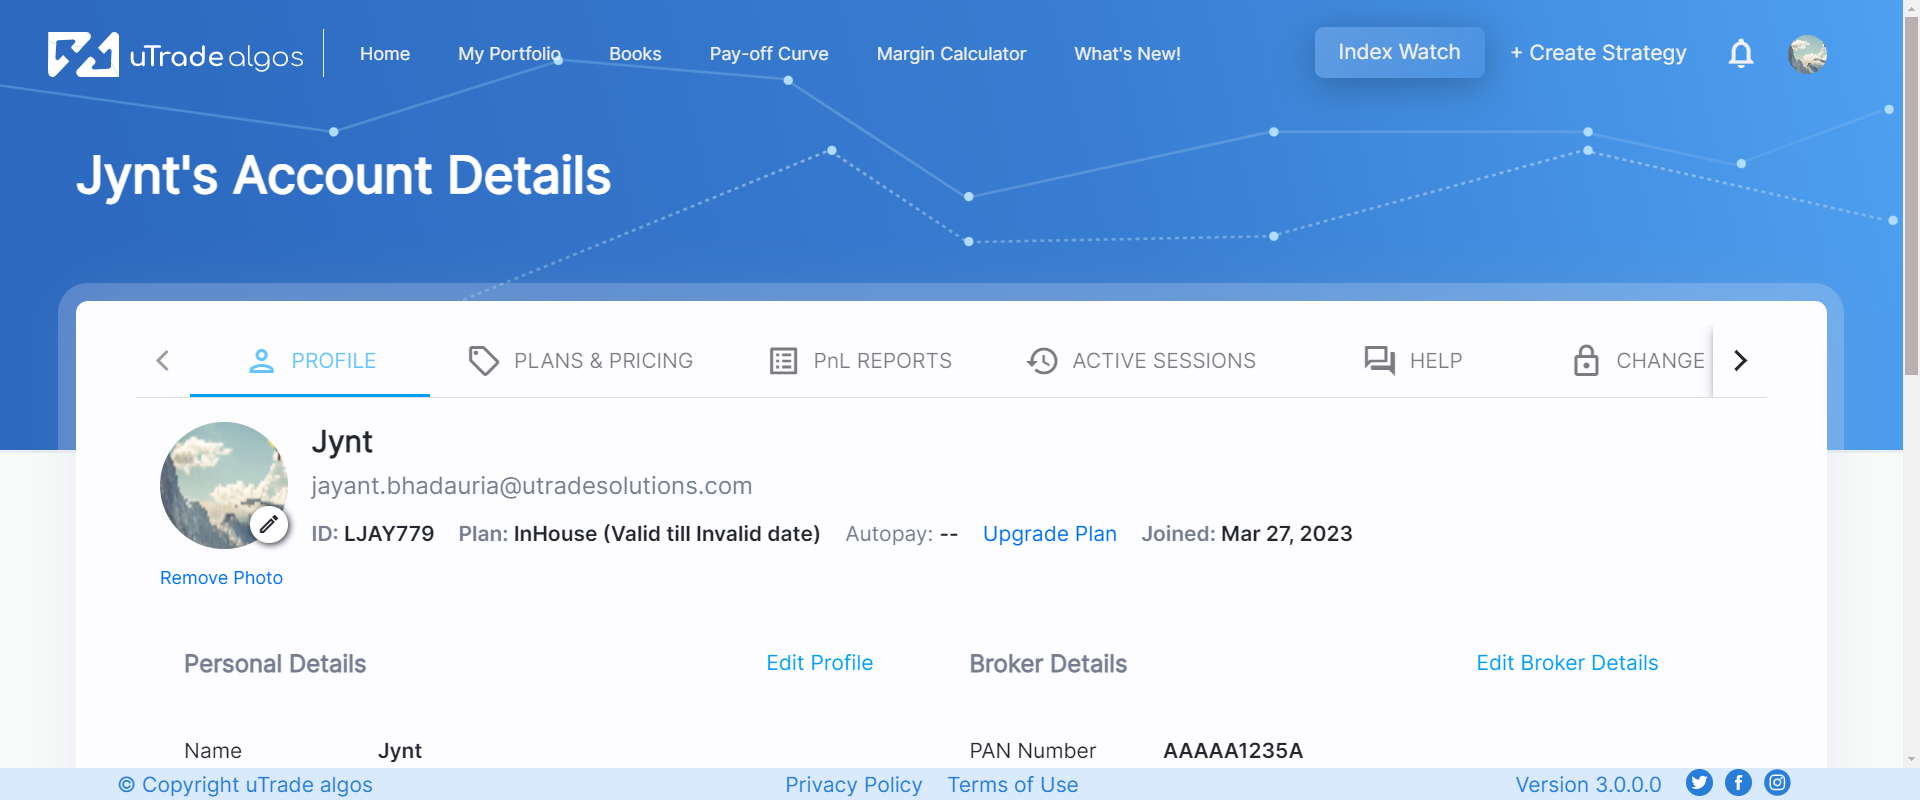 uTrade algos
Home My Portfolio Books Pay-off Curve Margin Calculator What's New! Index Watch + Create Strategy
Jynt's Account Details
PROFILE PLANS & PRICING PnL REPORTS ACTIVE SESSIONS HELP CHANGE
Jynt
jayant.bhadauria@utradesolutions.com
ID: LJAY779 Plan: InHouse (Valid till Invalid date) Autopay: -- Upgrade Plan Joined: Mar 27, 2023
Remove Photo
Personal Details Edit Profile Broker Details Edit Broker Details
Name Jynt PAN Number AAAAA1235A
© Copyright uTrade algos Privacy Policy Terms of Use Version 3.0.0.0